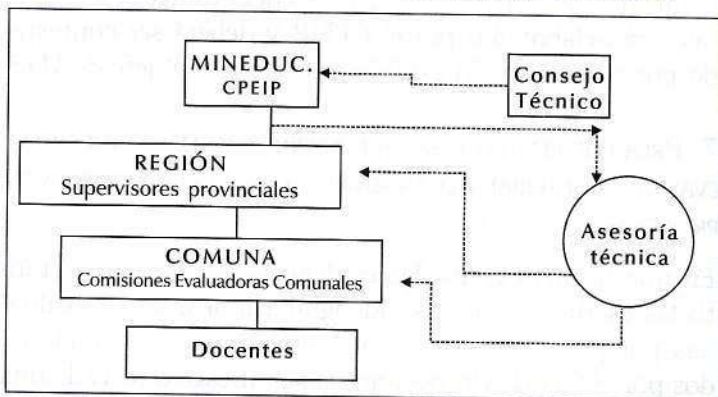 MINEDUC.
CPEIP
Consejo
Técnico
REGIÓN
Supervisores provinciales
Asesoría
técnica
COMUNA
Comisiones Evaluadoras Comunales
Docentes